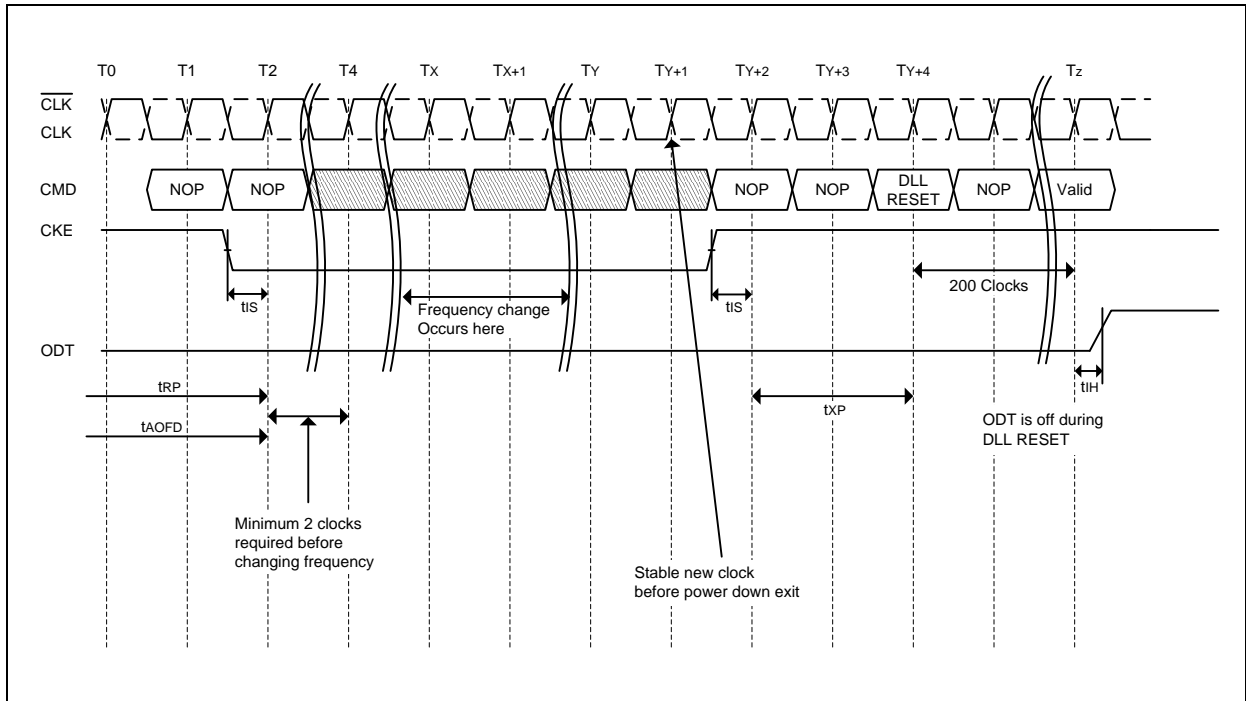 T0 T1 T2 T4 TX TX+1 TY TY+1 TY+2 TY+3 TY+4 Tz
CLK
CLK
CMD NOP NOP NOP NOP DLL RESET NOP Valid
CKE
tIS
Frequency change
Occurs here
tIS
200 Clocks
ODT
tIH
tRP
tXP
tAOFD
ODT is off during
DLL RESET
Minimum 2 clocks
required before
changing frequency
Stable new clock
before power down exit